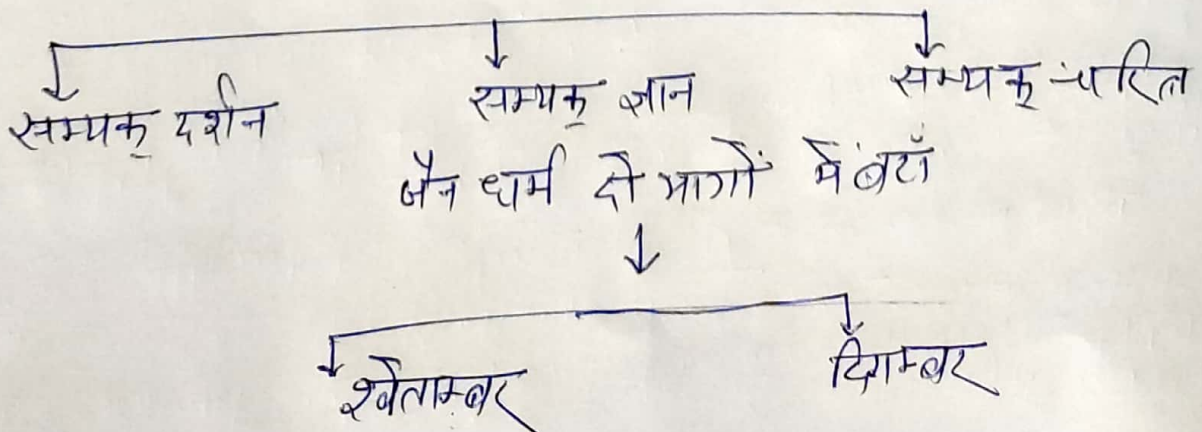 सम्यक् दर्शन सम्यक् ज्ञान सम्यक् चरित्र
जैन धर्म दो भागों में बटाँ
श्वेताम्बर दिगम्बर